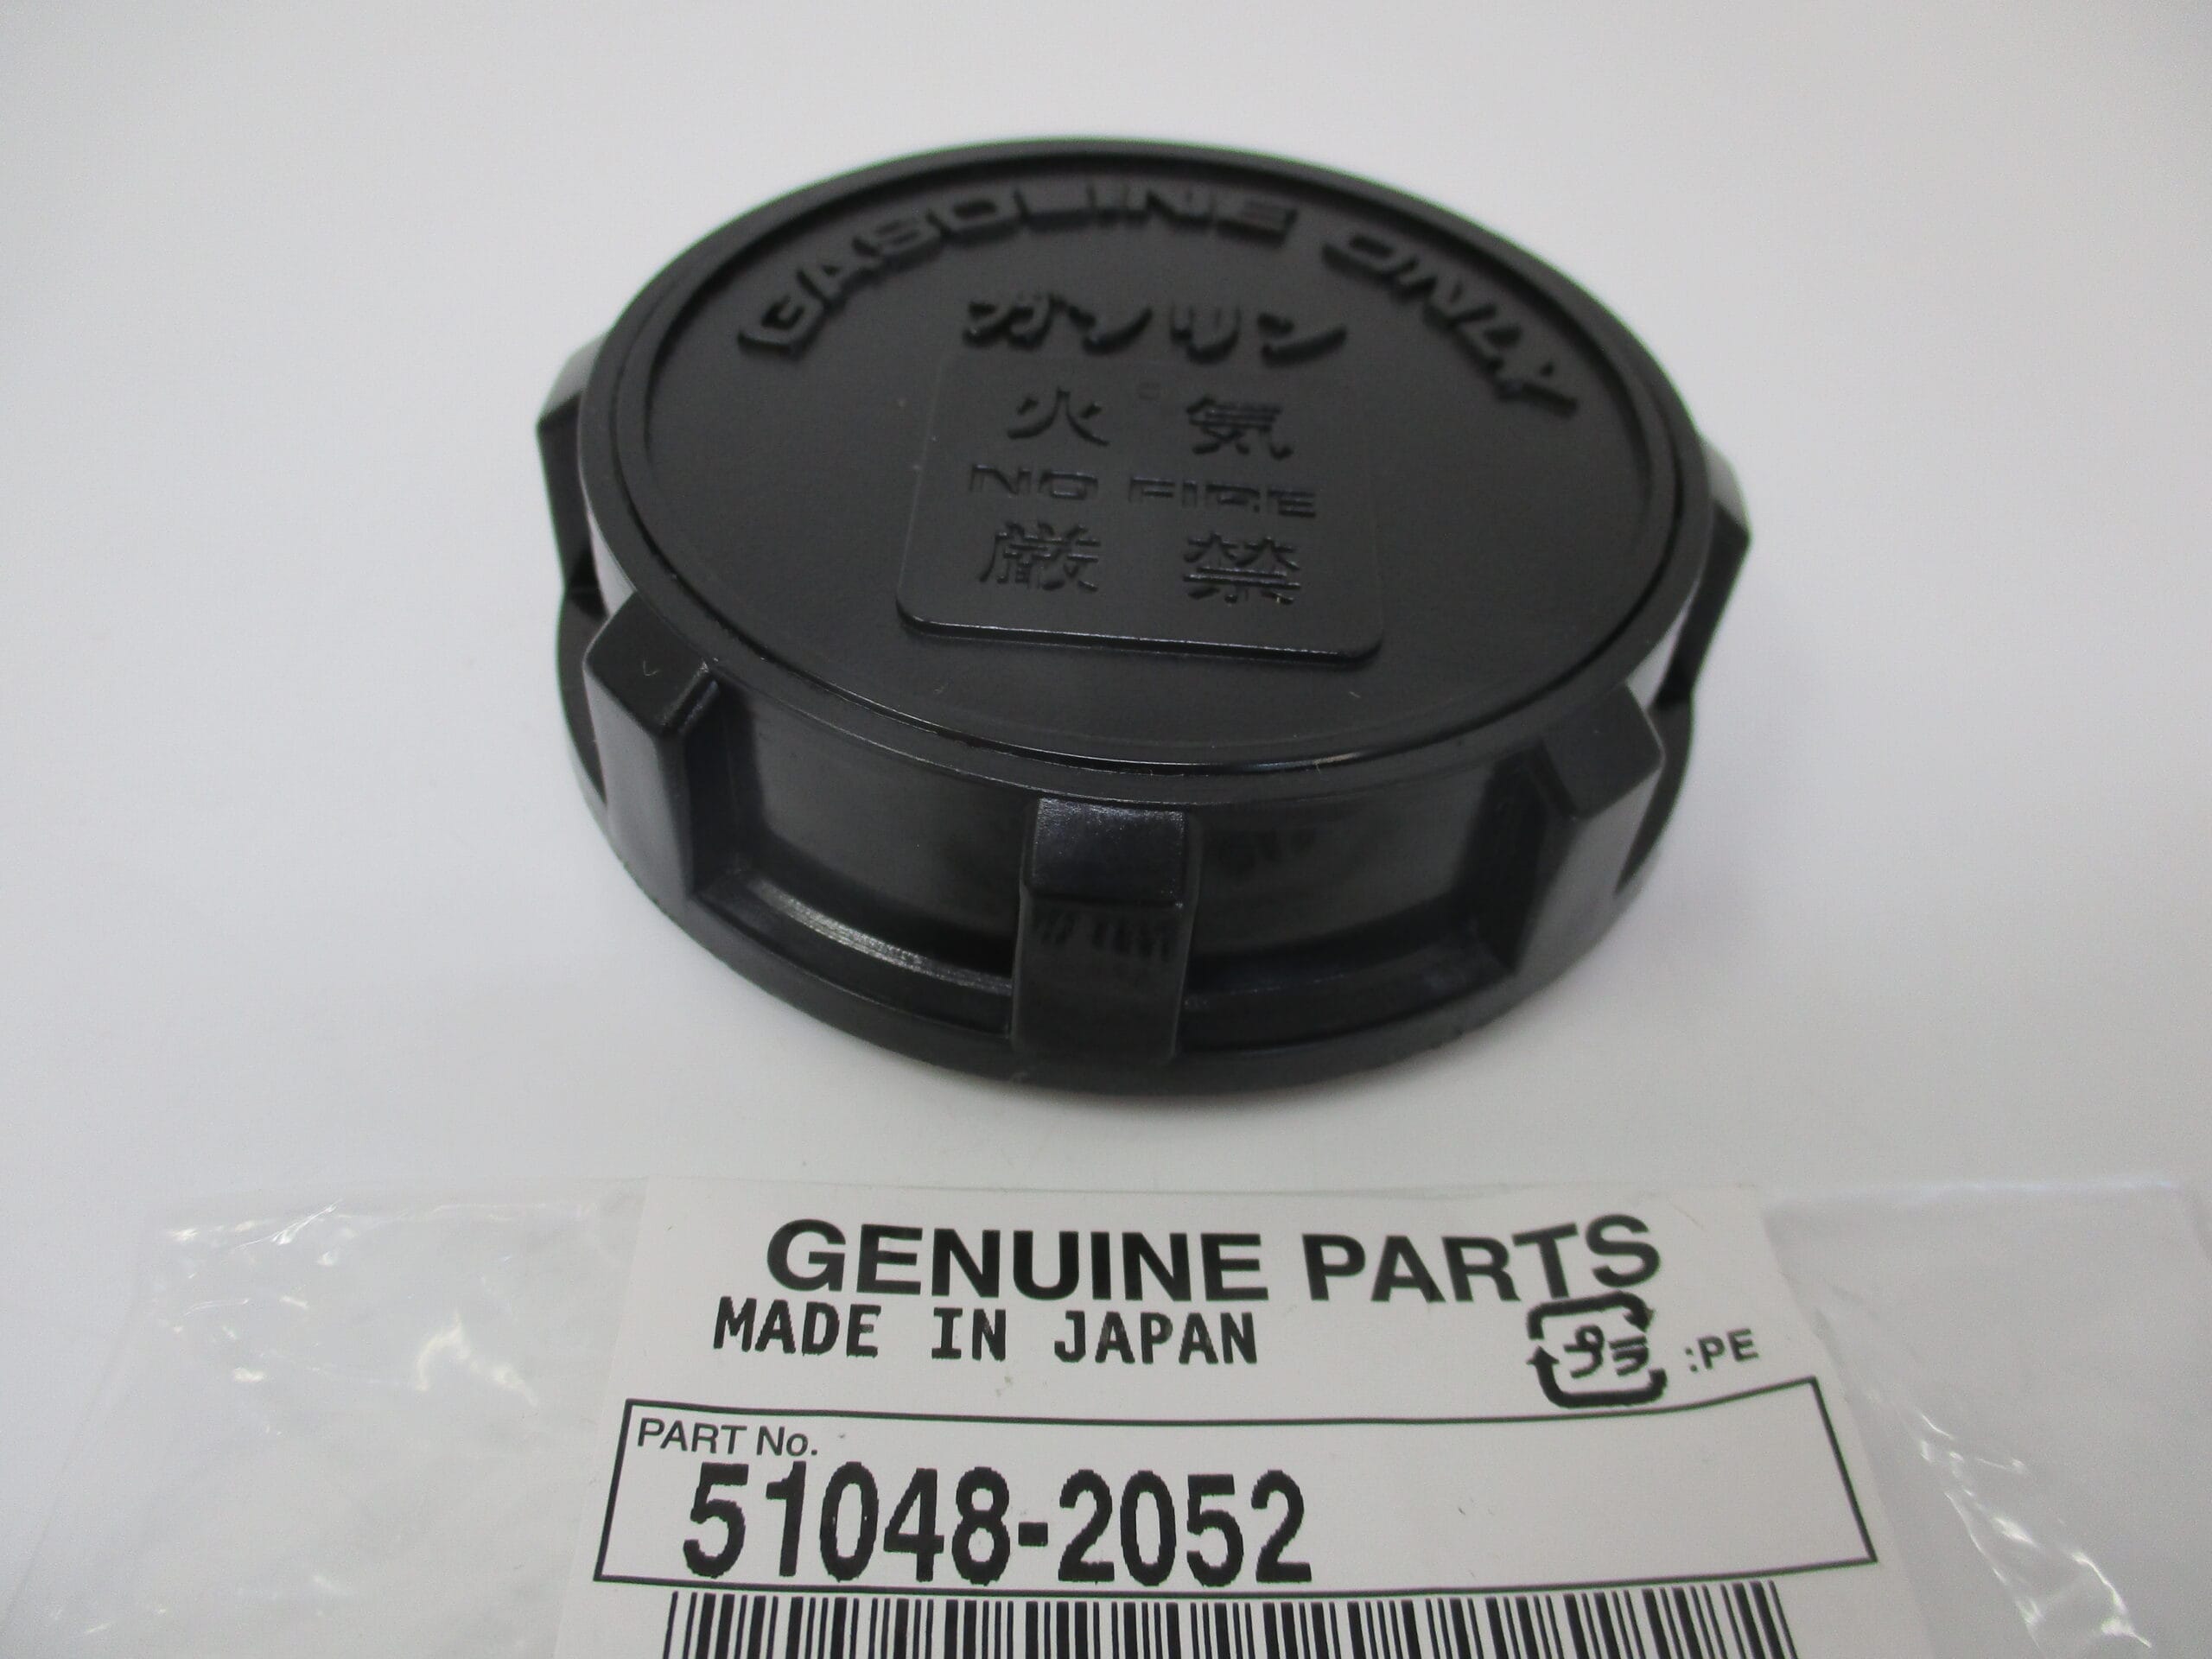 GASOLINE ONLY
ガソリン
火気
NO FIRE
厳禁
GENUINE PARTS
MADE IN JAPAN
プラ :PE
PART No.
51048-2052